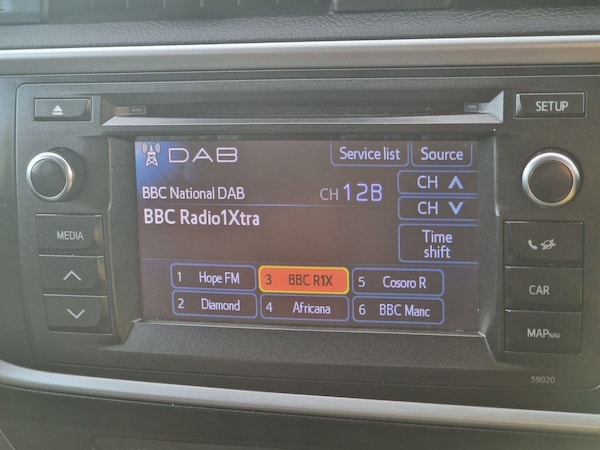 SETUP
DAB
Service list
Source
BBC National DAB
CH 12B
CH
BBC Radio1Xtra
CH
MEDIA
Time
shift
1 Hope FM
3 BBC R1X
5 Cosoro R
CAR
2 Diamond
4 Africana
6 BBC Manc
MAP NAV
59020